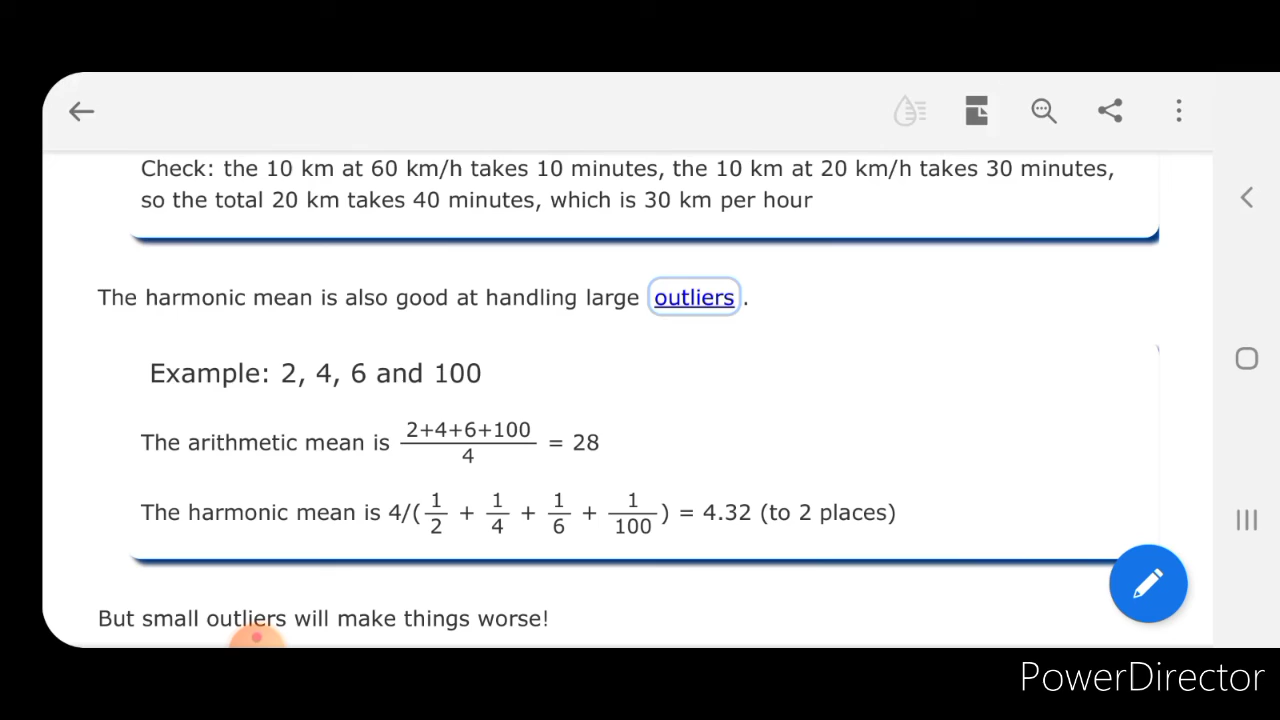 Check: the 10 km at 60 km/h takes 10 minutes, the 10 km at 20 km/h takes 30 minutes,
so the total 20 km takes 40 minutes, which is 30 km per hour
The harmonic mean is also good at handling large outliers.
Example: 2, 4, 6 and 100
The arithmetic mean is (2+4+6+100)/4 = 28
The harmonic mean is 4/(1/2 + 1/4 + 1/6 + 1/100) = 4.32 (to 2 places)
But small outliers will make things worse!
PowerDirector